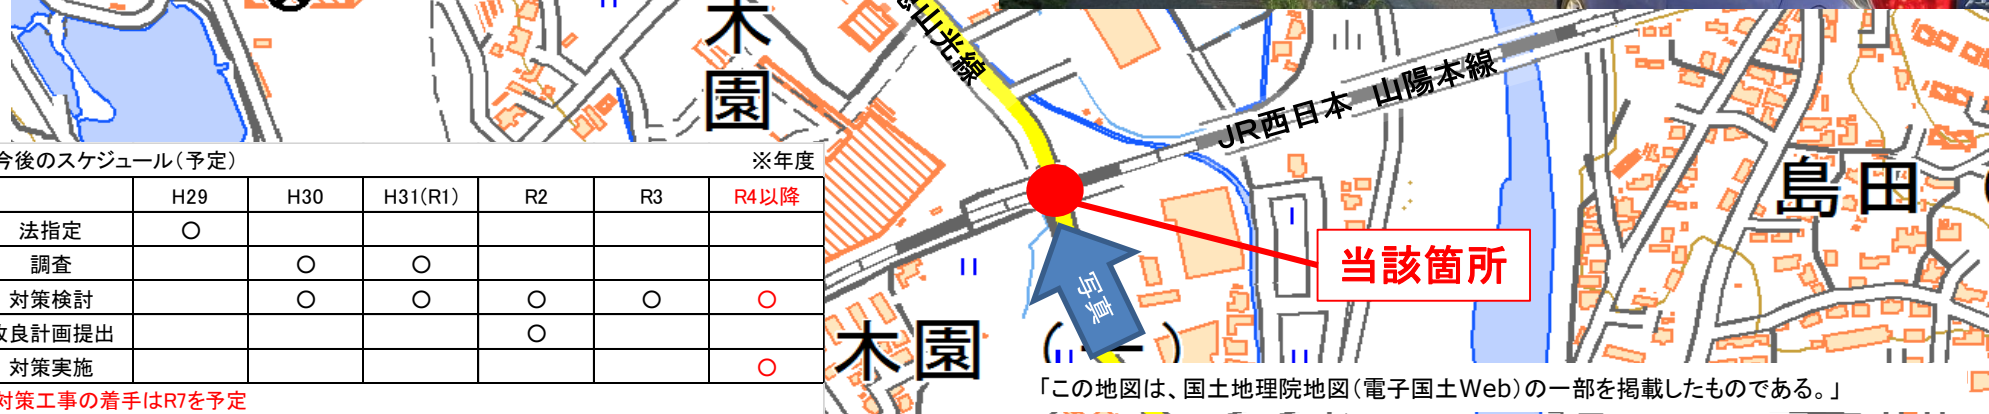 木園
山光線
JR西日本 山陽本線
島田
今後のスケジュール(予定) ※年度
H29 H30 H31(R1) R2 R3 R4以降
法指定 ○
調査 ○ ○
対策検討 ○ ○ ○ ○ ○
改良計画提出 ○
対策実施 ○
対策工事の着手はR7を予定
当該箇所
写真
木園(一)
「この地図は、国土地理院地図(電子国土Web)の一部を掲載したものである。」